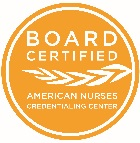 BOARD
CERTIFIED
AMERICAN NURSES
CREDENTIALING CENTER